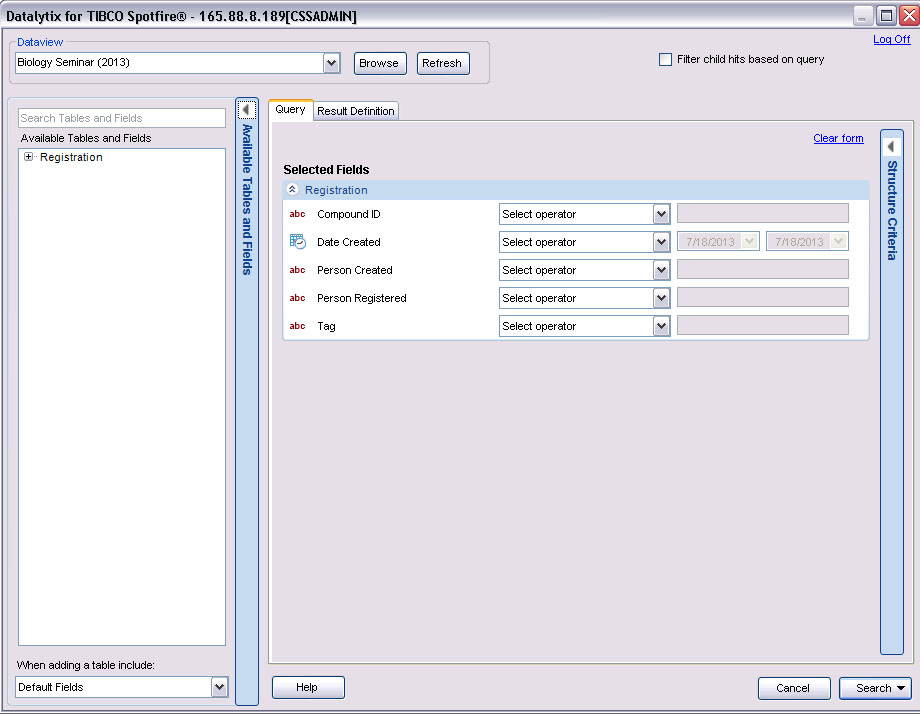 Datalytix for TIBCO Spotfire® - 165.88.8.189[CSSADMIN]
Log Off
Dataview
Biology Seminar (2013)
Browse
Refresh
Filter child hits based on query
Search Tables and Fields
Available Tables and Fields
Registration
When adding a table include:
Default Fields
Available Tables and Fields
Query
Result Definition
Clear form
Selected Fields
Registration
abc Compound ID Select operator
Date Created Select operator 7/18/2013 7/18/2013
abc Person Created Select operator
abc Person Registered Select operator
abc Tag Select operator
Structure Criteria
Help
Cancel
Search